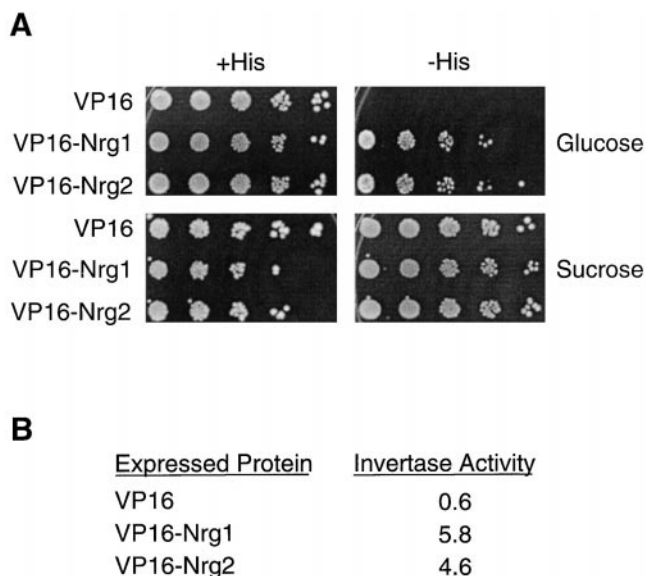 A
+His -His
VP16
VP16-Nrg1
VP16-Nrg2
Glucose
VP16
VP16-Nrg1
VP16-Nrg2
Sucrose
B
Expressed Protein Invertase Activity
VP16 0.6
VP16-Nrg1 5.8
VP16-Nrg2 4.6